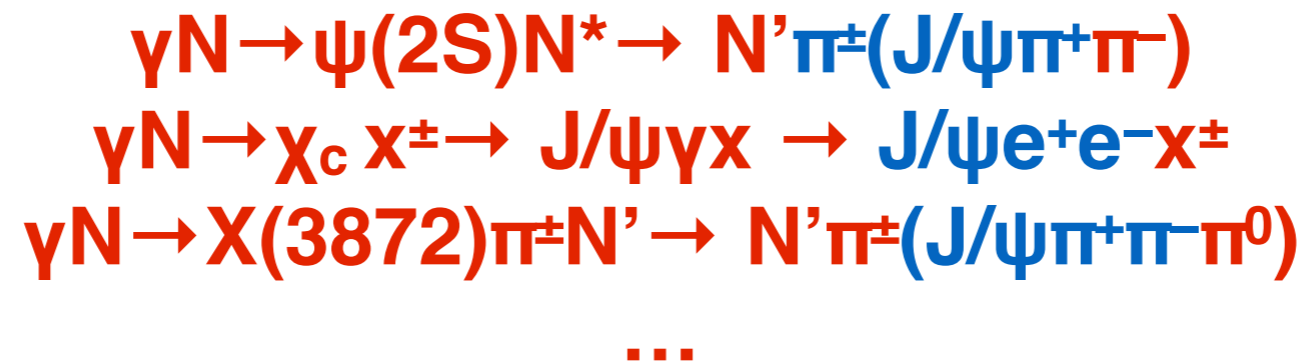 γN→ψ(2S)N*→ N’π±(J/ψπ+π–)
γN→χc x±→ J/ψγx → J/ψe+e–x±
γN→X(3872)π±N’→ N’π±(J/ψπ+π–π0)
...